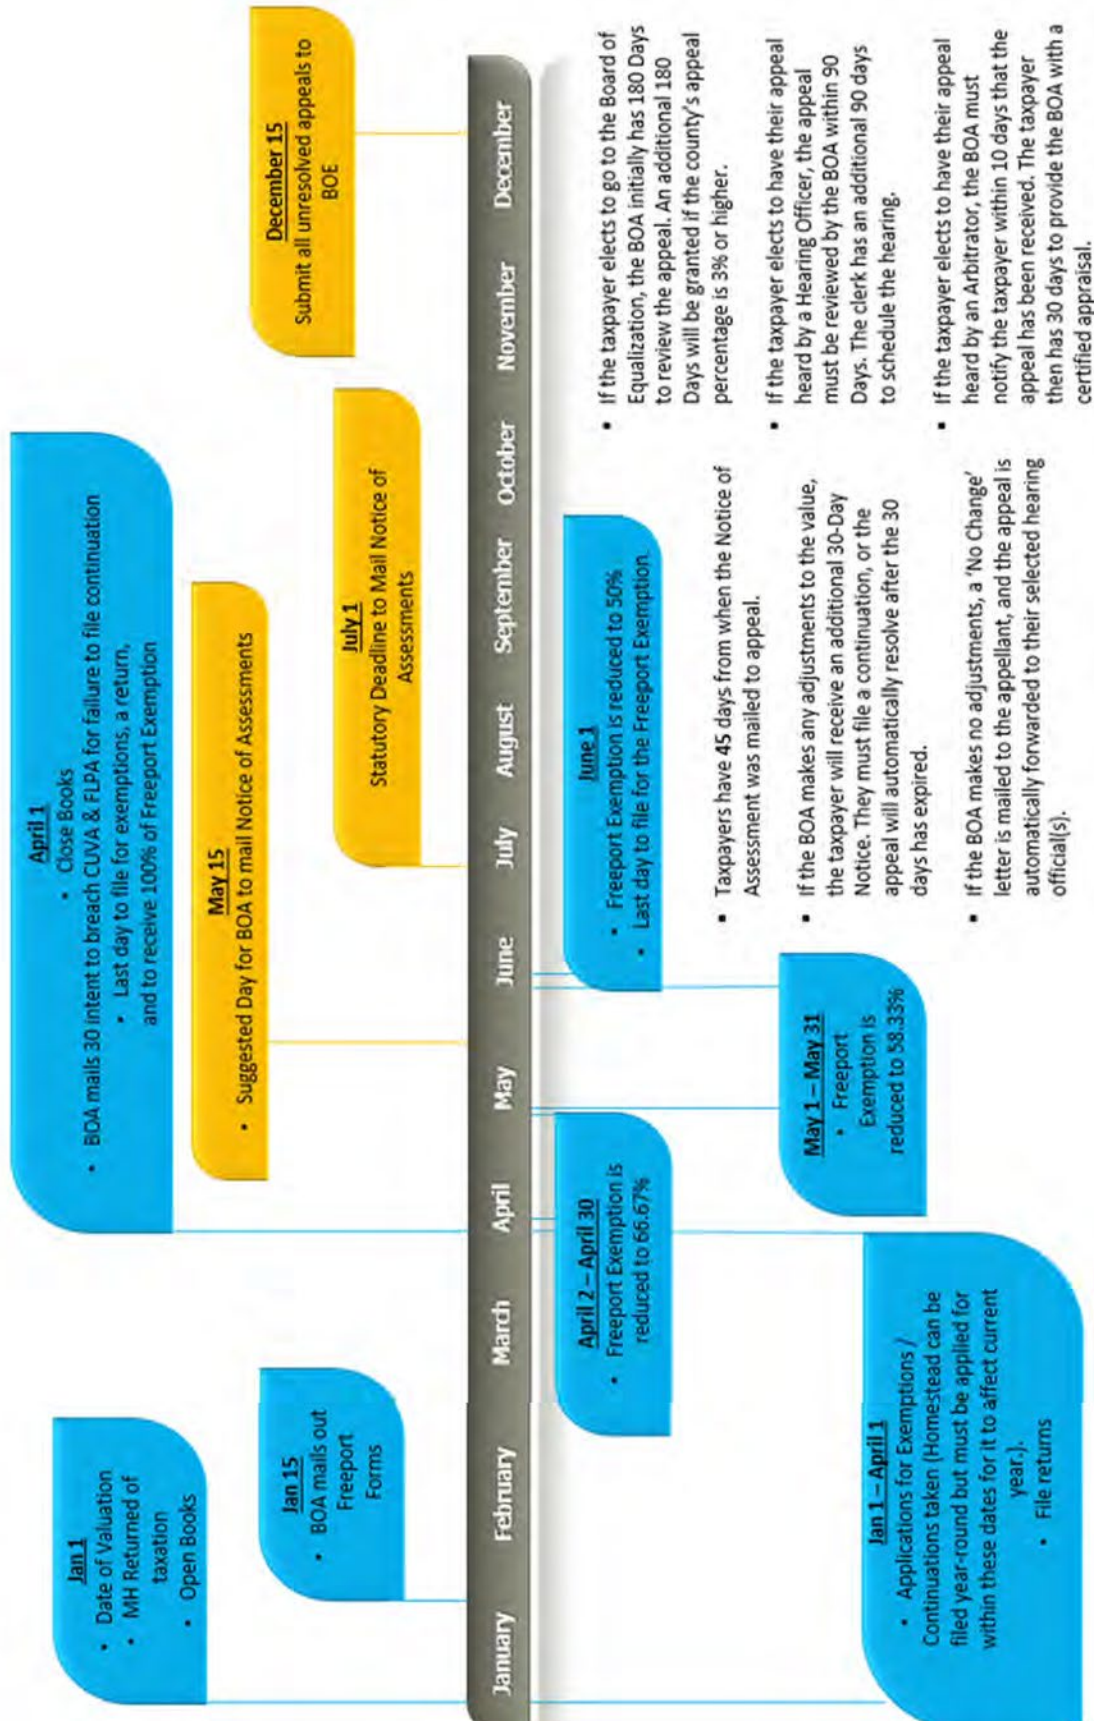 Jan 1
• Date of Valuation
• MH Returned of
taxation
• Open Books
Jan 15
• BOA mails out
Freeport
Forms
April 1
• Close Books
• BOA mails 30 intent to breach CUVA & FLPA for failure to file continuation
• Last day to file for exemptions, a return,
and to receive 100% of Freeport Exemption
May 15
• Suggested Day for BOA to mail Notice of Assessments
July 1
Statutory Deadline to Mail Notice of
Assessments
December 15
Submit all unresolved appeals to
BOE
January
February
March
April
May
June
July
August
September
October
November
December
Jan 1 – April 1
• Applications for Exemptions /
Continuations taken (Homestead can be
filed year-round but must be applied for
within these dates for it to affect current
year.).
• File returns
April 2 – April 30
• Freeport Exemption is
reduced to 66.67%
May 1 – May 31
• Freeport
Exemption is
reduced to 58.33%
June 1
• Freeport Exemption is reduced to 50%
• Last day to file for the Freeport Exemption
▪ Taxpayers have 45 days from when the Notice of
Assessment was mailed to appeal.
▪ If the BOA makes any adjustments to the value,
the taxpayer will receive an additional 30-Day
Notice. They must file a continuation, or the
appeal will automatically resolve after the 30
days has expired.
▪ If the BOA makes no adjustments, a 'No Change'
letter is mailed to the appellant, and the appeal is
automatically forwarded to their selected hearing
official(s).
▪ If the taxpayer elects to go to the Board of
Equalization, the BOA initially has 180 Days
to review the appeal. An additional 180
Days will be granted if the county's appeal
percentage is 3% or higher.
▪ If the taxpayer elects to have their appeal
heard by a Hearing Officer, the appeal
must be reviewed by the BOA within 90
Days. The clerk has an additional 90 days
to schedule the hearing.
▪ If the taxpayer elects to have their appeal
heard by an Arbitrator, the BOA must
notify the taxpayer within 10 days that the
appeal has been received. The taxpayer
then has 30 days to provide the BOA with a
certified appraisal.